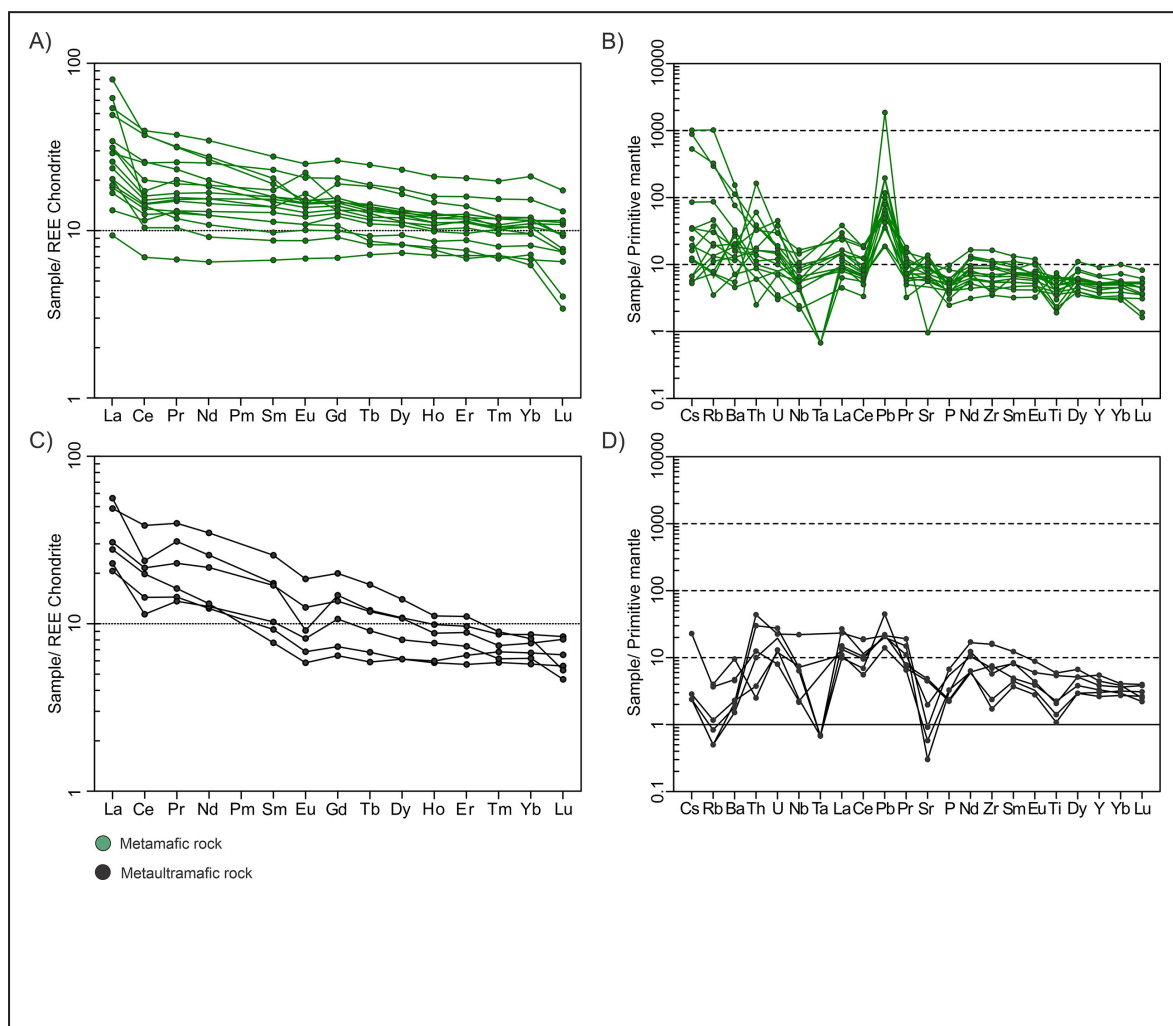 A)
100
10
1
Sample/ REE Chondrite
La Ce Pr Nd Pm Sm Eu Gd Tb Dy Ho Er Tm Yb Lu
B)
10000
1000
100
10
1
0.1
Sample/ Primitive mantle
Cs Rb Ba Th U Nb Ta La Ce Pb Pr Sr P Nd Zr Sm Eu Ti Dy Y Yb Lu
C)
100
10
1
Sample/ REE Chondrite
La Ce Pr Nd Pm Sm Eu Gd Tb Dy Ho Er Tm Yb Lu
D)
10000
1000
100
10
1
0.1
Sample/ Primitive mantle
Cs Rb Ba Th U Nb Ta La Ce Pb Pr Sr P Nd Zr Sm Eu Ti Dy Y Yb Lu
Metamafic rock
Metaultramafic rock